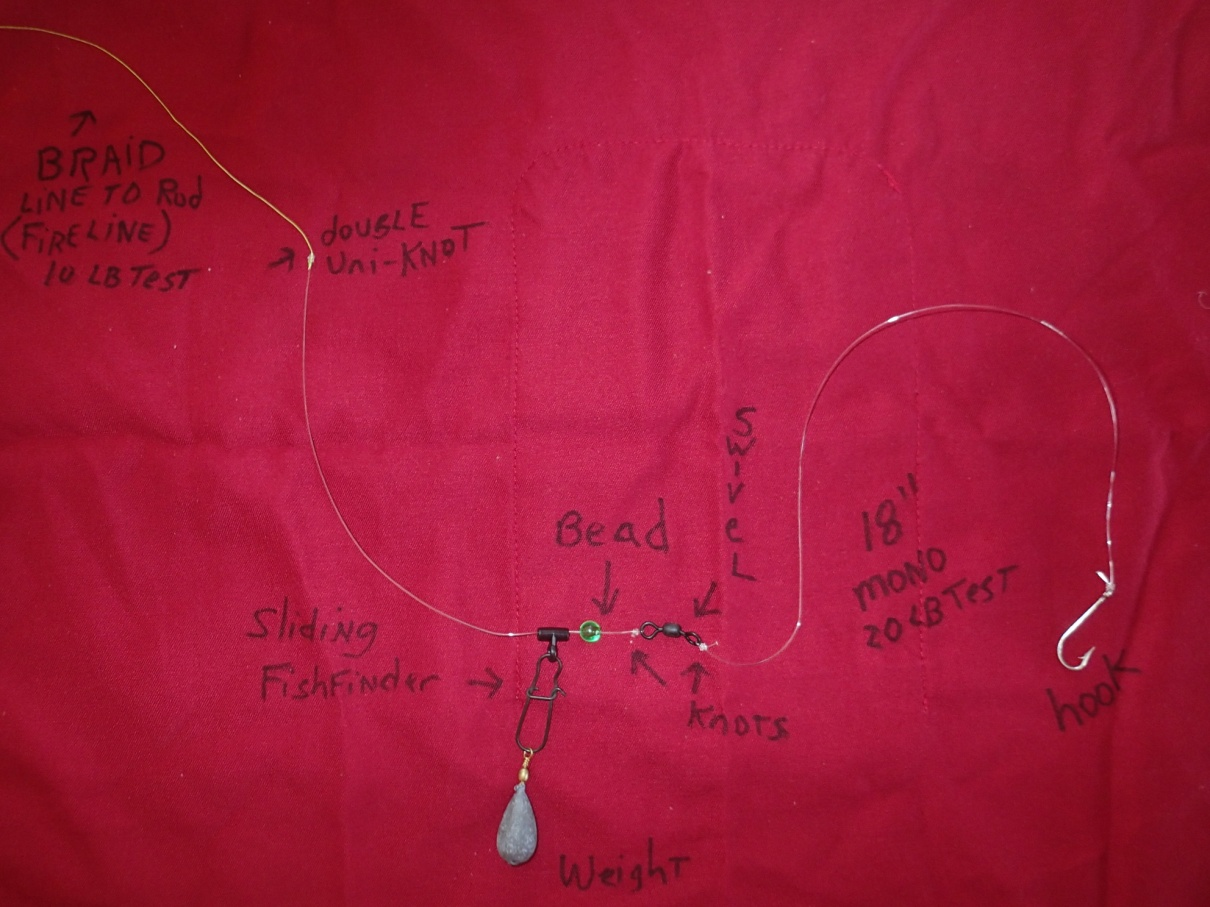 BRAID
LINE TO Rod
(FIRELINE)
10 LB TEST
dOUBLE
Uni-KNOT
Swivel
Bead
18"
MONO
20 LB TEST
Sliding
Fishfinder
hook
Knots
Weight